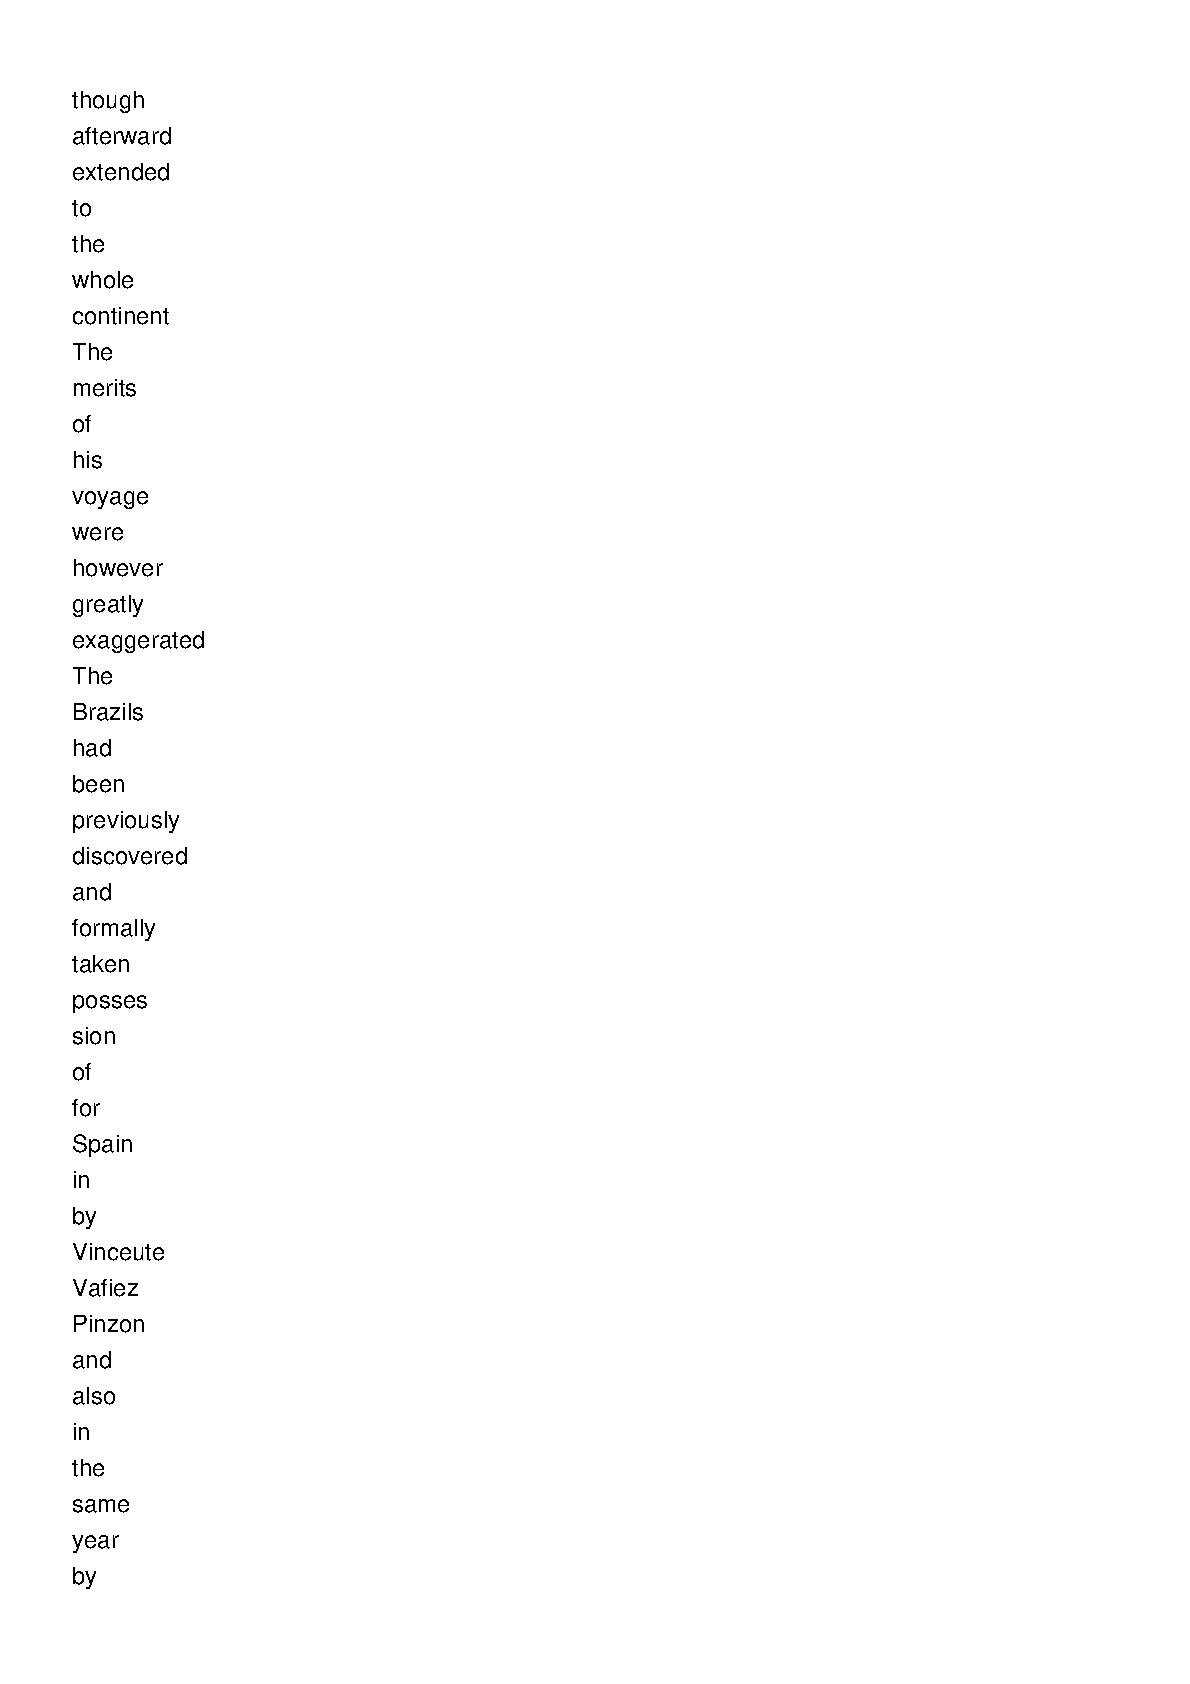 though
afterward
extended
to
the
whole
continent
The
merits
of
his
voyage
were
however
greatly
exaggerated
The
Brazils
had
been
previously
discovered
and
formally
taken
posses
sion
of
for
Spain
in
by
Vinceute
Vafiez
Pinzon
and
also
in
the
same
year
by